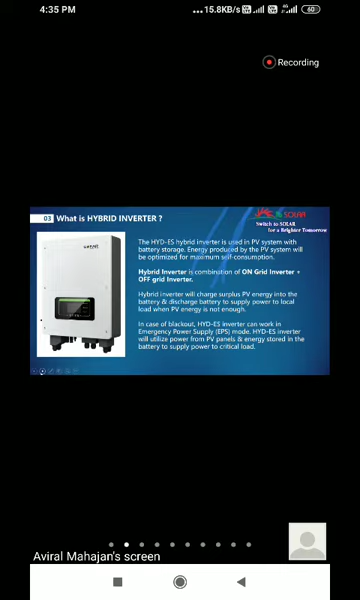 4:35 PM
...15.8KB/s
60
Recording
03 What is HYBRID INVERTER ?
SOLAR
Switch to SOLAR
for a Brighter Tomorrow
The HYD-ES hybrid inverter is used in PV system with
battery storage. Energy produced by the PV system will
be optimized for maximum self-consumption.
Hybrid Inverter is combination of ON Grid Inverter +
OFF grid Inverter.
Hybrid inverter will charge surplus PV energy into the
battery & discharge battery to supply power to local
load when PV energy is not enough.
In case of blackout, HYD-ES inverter can work in
Emergency Power Supply (EPS) mode. HYD-ES inverter
will utilize power from PV panels & energy stored in the
battery to supply power to critical load.
Aviral Mahajan's screen